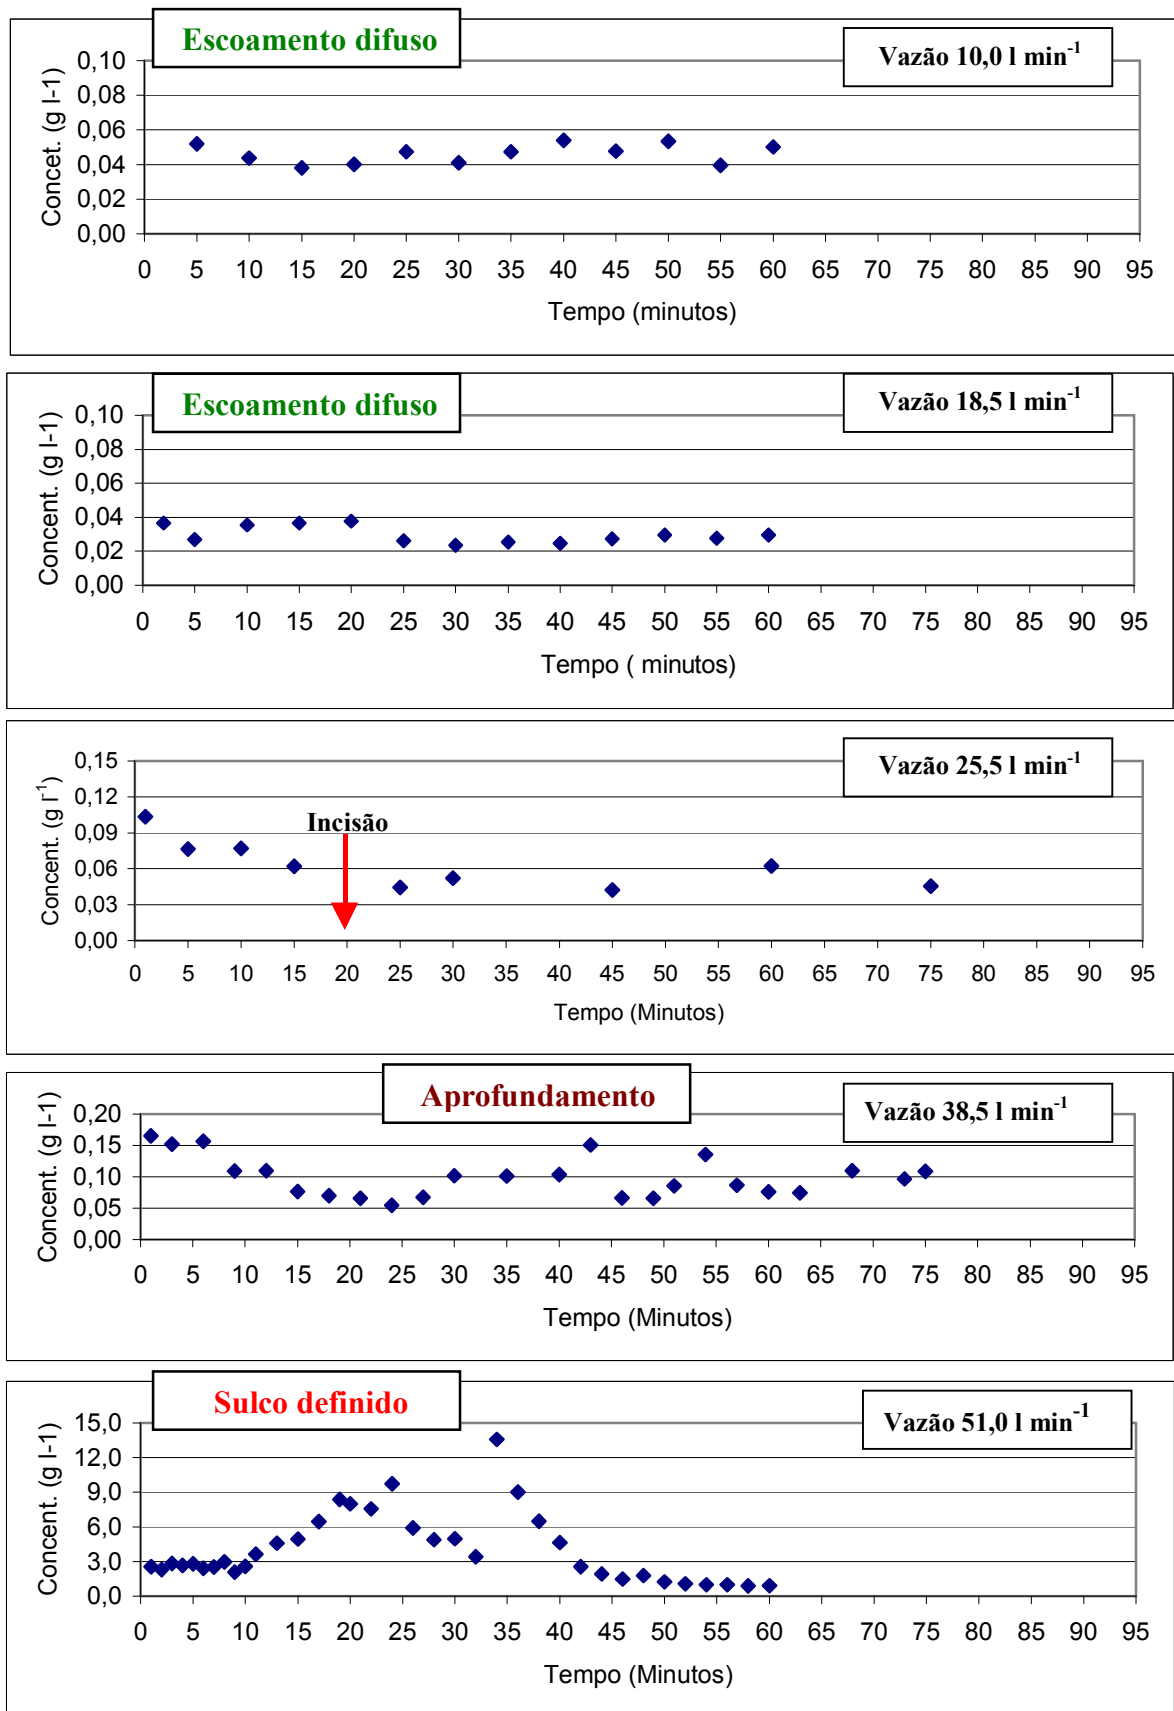 Escoamento difuso
Vazão 10,0 l min-1
Concet. (g l-1)
0,10
0,08
0,06
0,04
0,02
0,00
0 5 10 15 20 25 30 35 40 45 50 55 60 65 70 75 80 85 90 95
Tempo (minutos)
Escoamento difuso
Vazão 18,5 l min-1
Concent. (g l-1)
0,10
0,08
0,06
0,04
0,02
0,00
0 5 10 15 20 25 30 35 40 45 50 55 60 65 70 75 80 85 90 95
Tempo ( minutos)
Vazão 25,5 l min-1
Concent. (g l-1)
0,15
0,12
0,09
0,06
0,03
0,00
Incisão
0 5 10 15 20 25 30 35 40 45 50 55 60 65 70 75 80 85 90 95
Tempo (Minutos)
Aprofundamento
Vazão 38,5 l min-1
Concent. (g l-1)
0,20
0,15
0,10
0,05
0,00
0 5 10 15 20 25 30 35 40 45 50 55 60 65 70 75 80 85 90 95
Tempo (Minutos)
Sulco definido
Vazão 51,0 l min-1
Concent. (g l-1)
15,0
12,0
9,0
6,0
3,0
0,0
0 5 10 15 20 25 30 35 40 45 50 55 60 65 70 75 80 85 90 95
Tempo (Minutos)